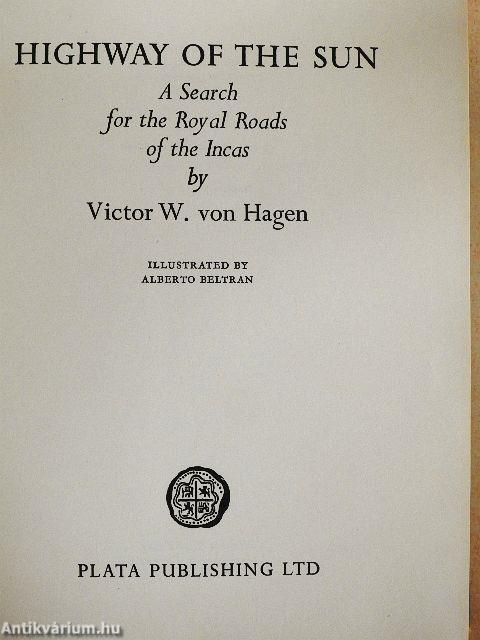 HIGHWAY OF THE SUN
A Search
for the Royal Roads
of the Incas
by
Victor W. von Hagen
ILLUSTRATED BY
ALBERTO BELTRAN
PLATA PUBLISHING LTD
Antikvárium.hu